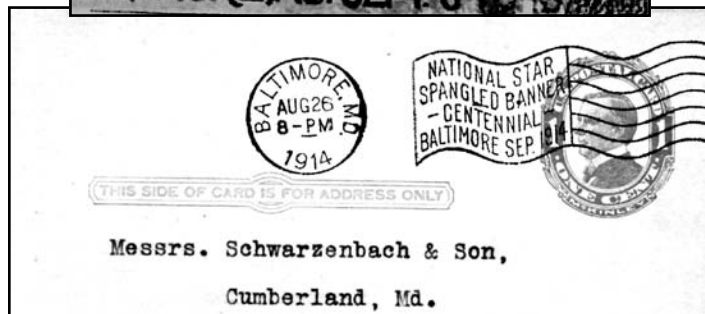 BALTIMORE, MD.
AUG 26
8-PM
1914
NATIONAL STAR
SPANGLED BANNER
- CENTENNIAL -
BALTIMORE SEP. 1914
THIS SIDE OF CARD IS FOR ADDRESS ONLY
Messrs. Schwarzenbach & Son,
Cumberland, Md.